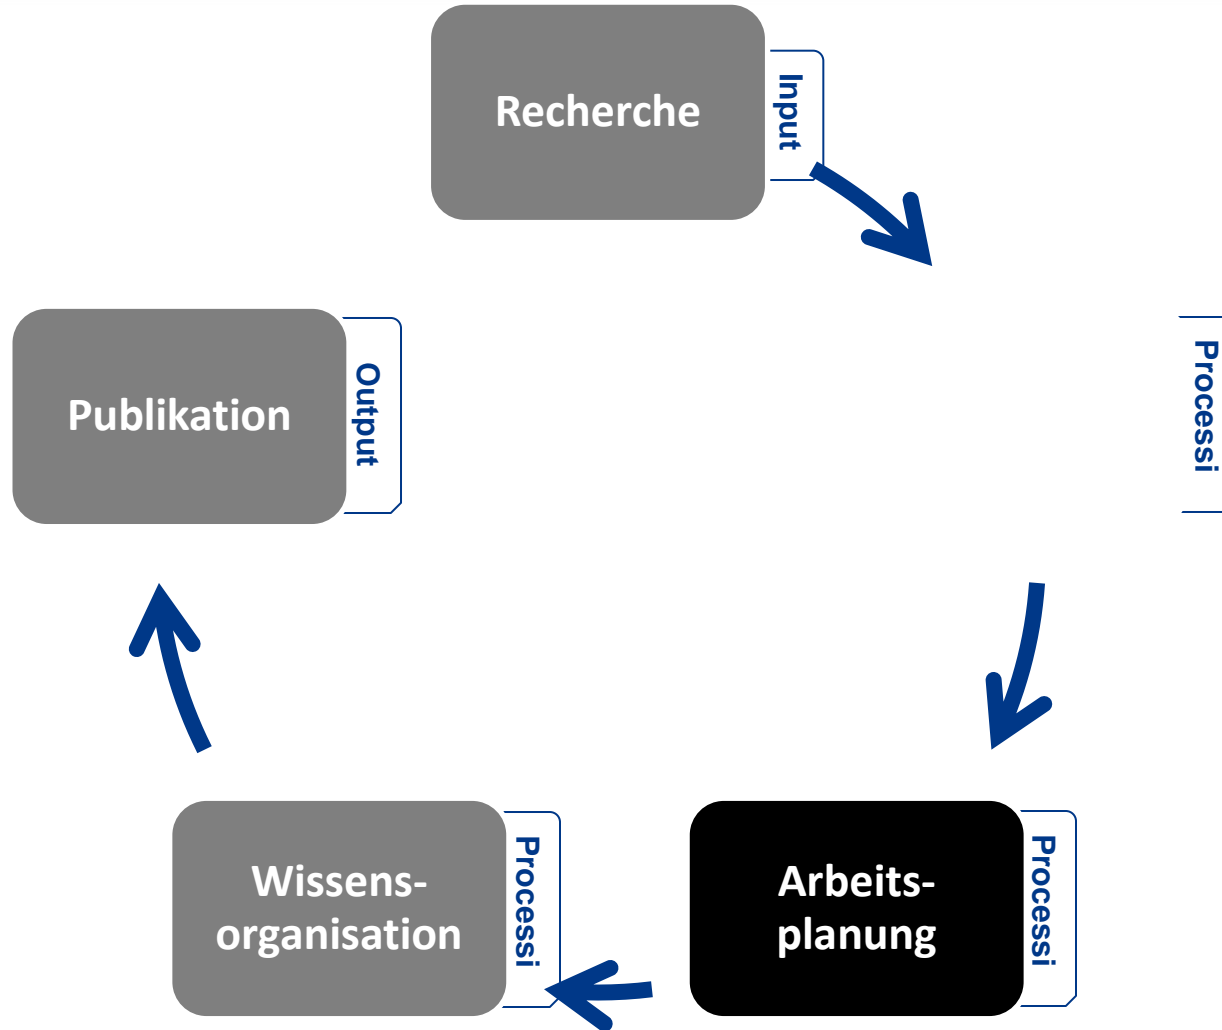 Recherche
Input
Publikation
Output
Processi
Wissens-
organisation
Processi
Arbeits-
planung
Processi